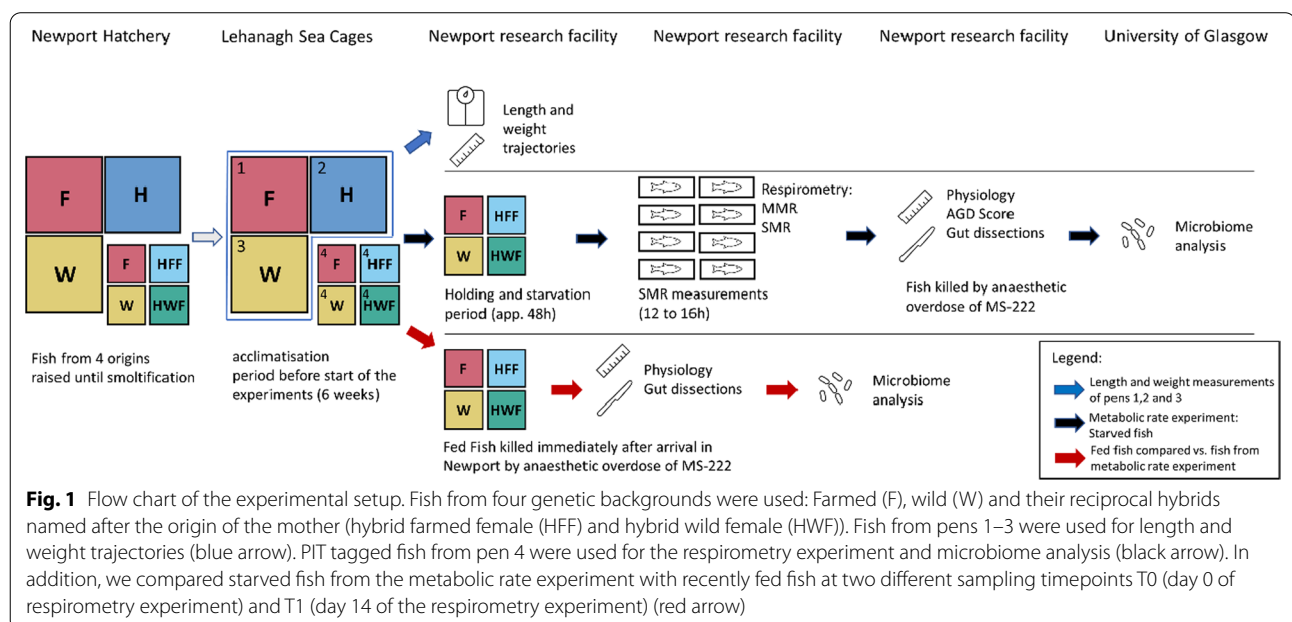 Newport Hatchery
Lehanagh Sea Cages
Newport research facility
Newport research facility
Newport research facility
University of Glasgow
Length and
weight
trajectories
F
H
W
F
HFF
W
HWF
1
F
2
H
3
W
4
F
4
HFF
4
W
4
HWF
F
HFF
W
HWF
Holding and starvation
period (app. 48h)
Respirometry:
MMR
SMR
SMR measurements
(12 to 16h)
Physiology
AGD Score
Gut dissections
Fish killed by anaesthetic
overdose of MS-222
Microbiome
analysis
Fish from 4 origins
raised until smoltification
acclimatisation
period before start of the
experiments (6 weeks)
F
HFF
W
HWF
Physiology
Gut dissections
Microbiome
analysis
Fed Fish killed immediately after arrival in
Newport by anaesthetic overdose of MS-222
Legend:
Length and weight measurements
of pens 1,2 and 3
Metabolic rate experiment:
Starved fish
Fed fish compared vs. fish from
metabolic rate experiment
Fig. 1 Flow chart of the experimental setup. Fish from four genetic backgrounds were used: Farmed (F), wild (W) and their reciprocal hybrids
named after the origin of the mother (hybrid farmed female (HFF) and hybrid wild female (HWF)). Fish from pens 1–3 were used for length and
weight trajectories (blue arrow). PIT tagged fish from pen 4 were used for the respirometry experiment and microbiome analysis (black arrow). In
addition, we compared starved fish from the metabolic rate experiment with recently fed fish at two different sampling timepoints T0 (day 0 of
respirometry experiment) and T1 (day 14 of the respirometry experiment) (red arrow)